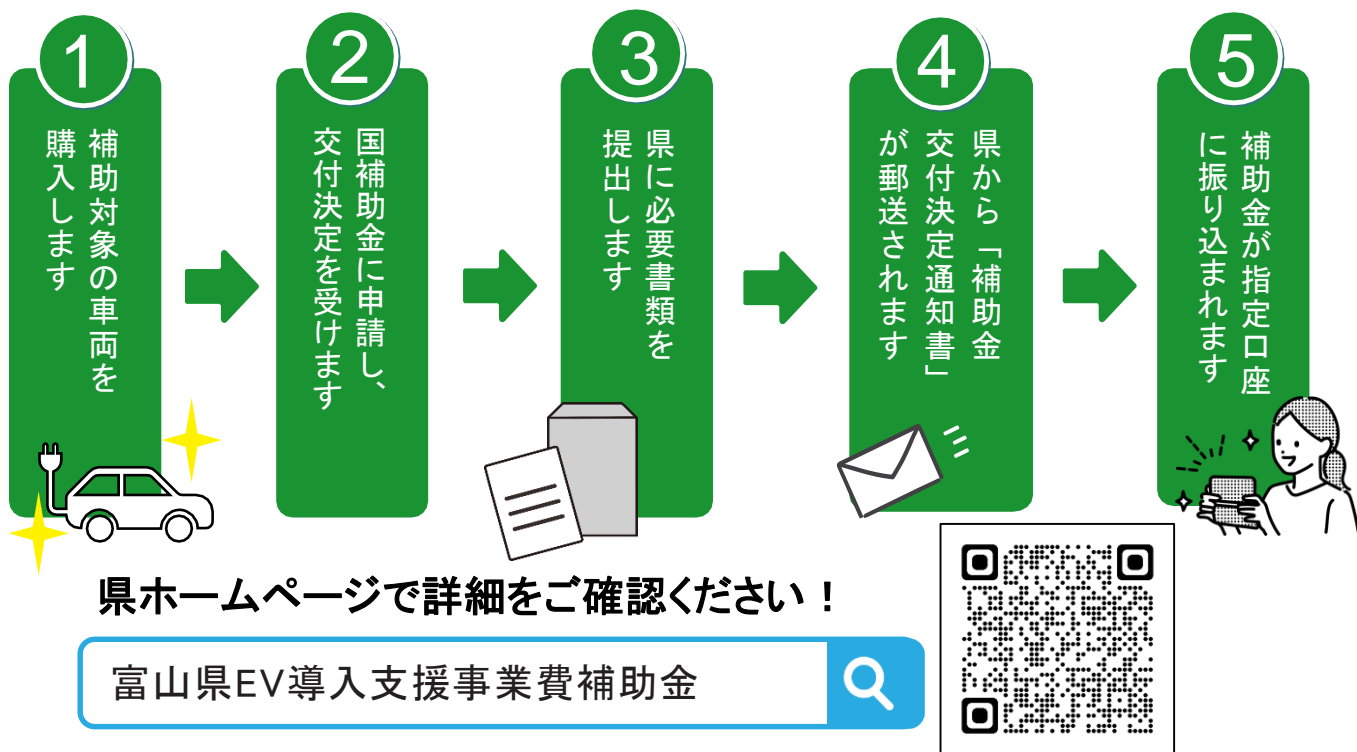 1
補助対象の車両を
購入します
2
国補助金に申請し、
交付決定を受けます
3
県に必要書類を
提出します
4
県から「補助金
交付決定通知書」
が郵送されます
5
補助金が指定口座
に振り込まれます
県ホームページで詳細をご確認ください！
富山県EV導入支援事業費補助金